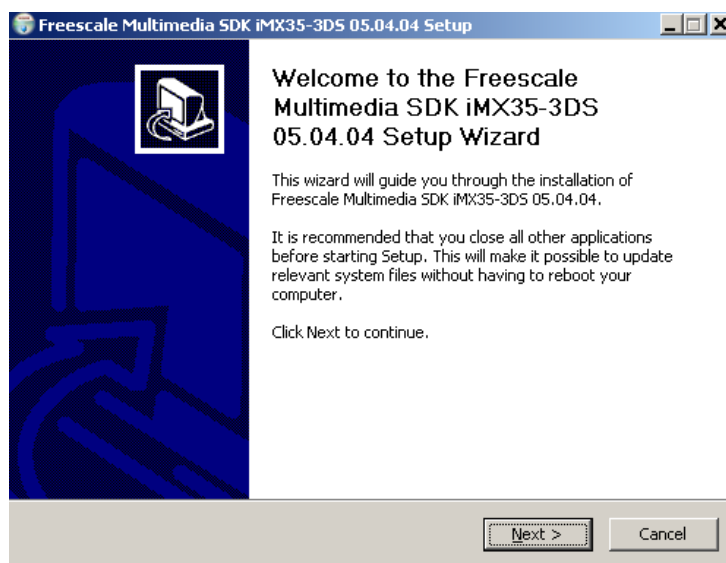 Freescale Multimedia SDK iMX35-3DS 05.04.04 Setup
Welcome to the Freescale
Multimedia SDK iMX35-3DS
05.04.04 Setup Wizard
This wizard will guide you through the installation of
Freescale Multimedia SDK iMX35-3DS 05.04.04.
It is recommended that you close all other applications
before starting Setup. This will make it possible to update
relevant system files without having to reboot your
computer.
Click Next to continue.
Next >
Cancel